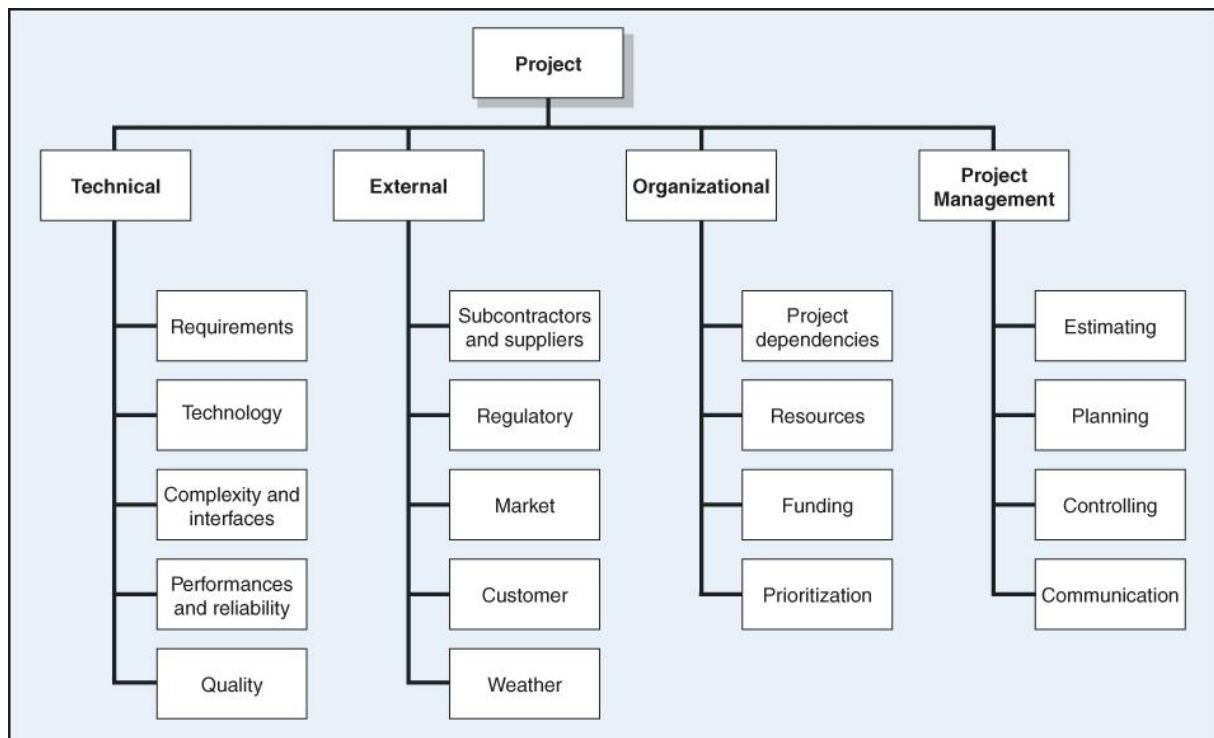 Project
Technical
External
Organizational
Project
Management
Requirements
Technology
Complexity and
interfaces
Performances
and reliability
Quality
Subcontractors
and suppliers
Regulatory
Market
Customer
Weather
Project
dependencies
Resources
Funding
Prioritization
Estimating
Planning
Controlling
Communication